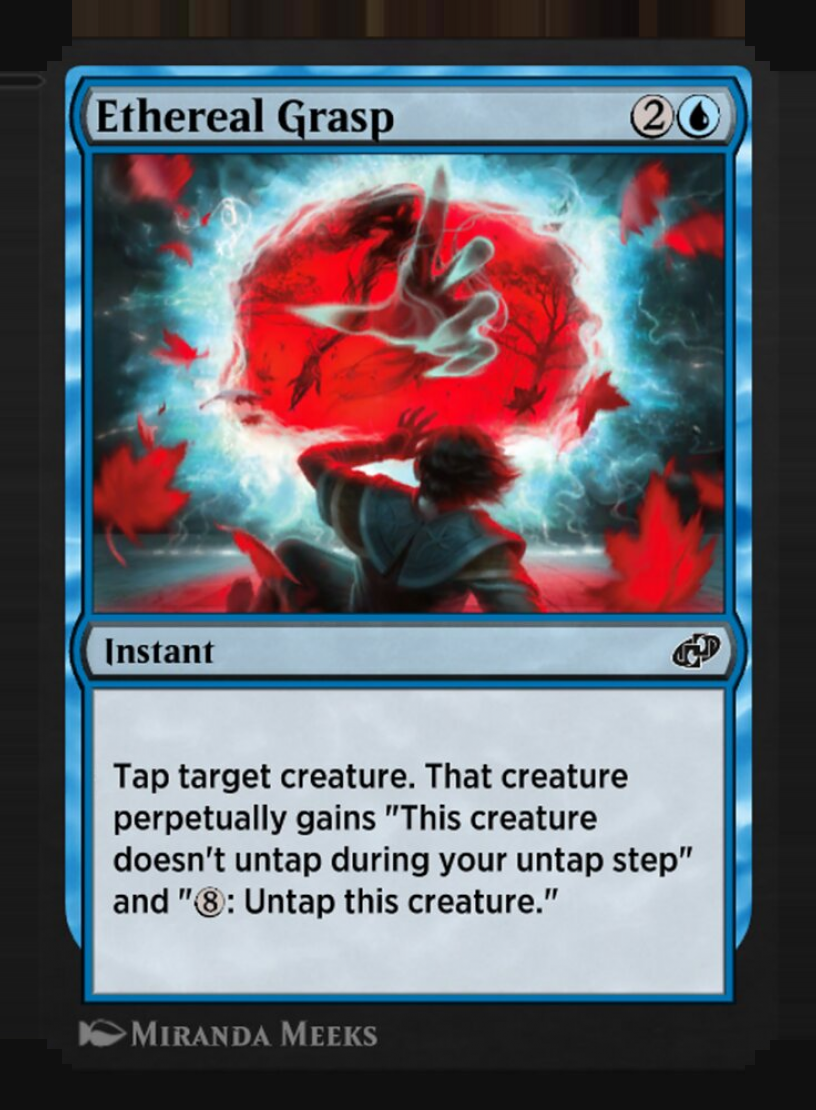 Ethereal Grasp 2
Instant
Tap target creature. That creature
perpetually gains "This creature
doesn't untap during your untap step"
and "8: Untap this creature."
Miranda Meeks